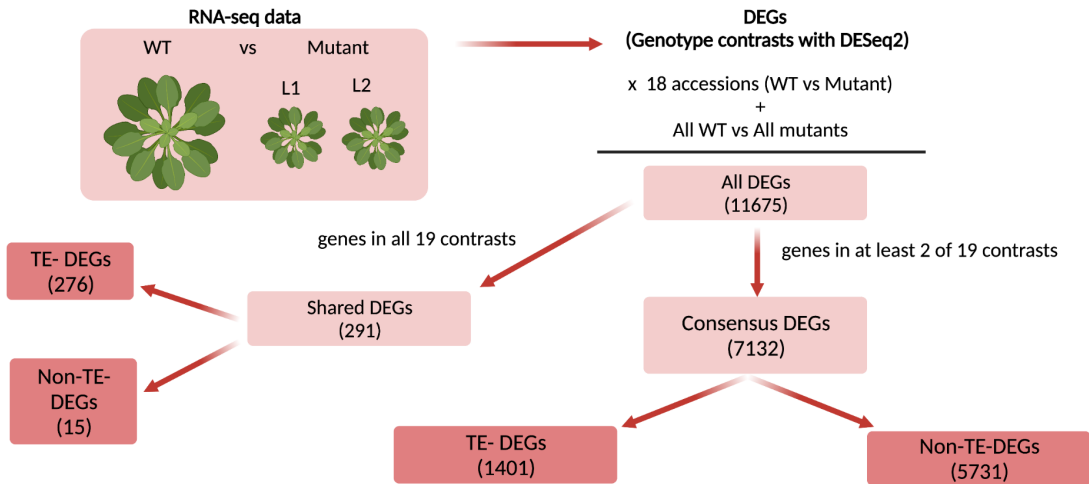 RNA-seq data
WT vs Mutant
L1 L2
DEGs
(Genotype contrasts with DESeq2)
x 18 accessions (WT vs Mutant)
+
All WT vs All mutants
All DEGs
(11675)
genes in all 19 contrasts
genes in at least 2 of 19 contrasts
TE- DEGs
(276)
Shared DEGs
(291)
Non-TE-
DEGs
(15)
Consensus DEGs
(7132)
TE- DEGs
(1401)
Non-TE-DEGs
(5731)